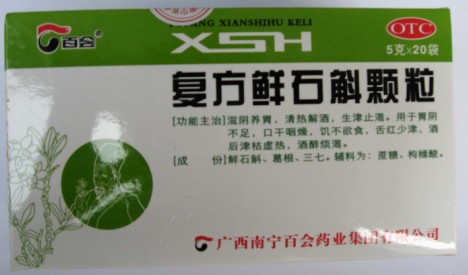 XIANSHIHU KELI
百会
XSH
OTC
5克×20袋
复方鲜石斛颗粒
[功能主治]滋阴养胃,清热解酒,生津止渴。用于胃阴
不足,口干咽燥,饥不欲食,舌红少津,酒
后津枯虚热,酒醉烦渴。
[成 份]鲜石斛、葛根、三七。辅料为:蔗糖、枸橼酸。
广西南宁百会药业集团有限公司